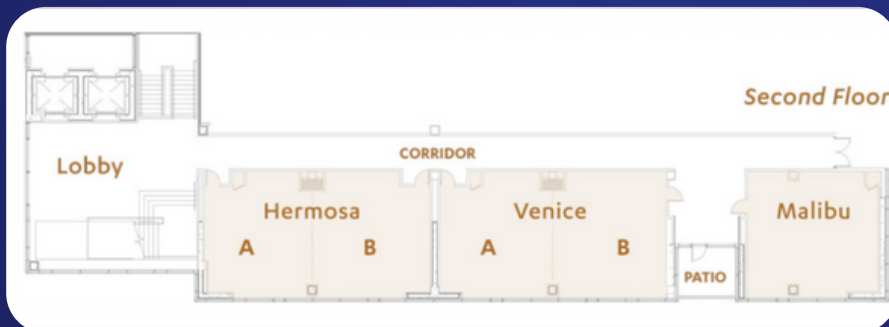 Second Floor
CORRIDOR
Lobby
Hermosa
Venice
Malibu
A
B
A
B
PATIO